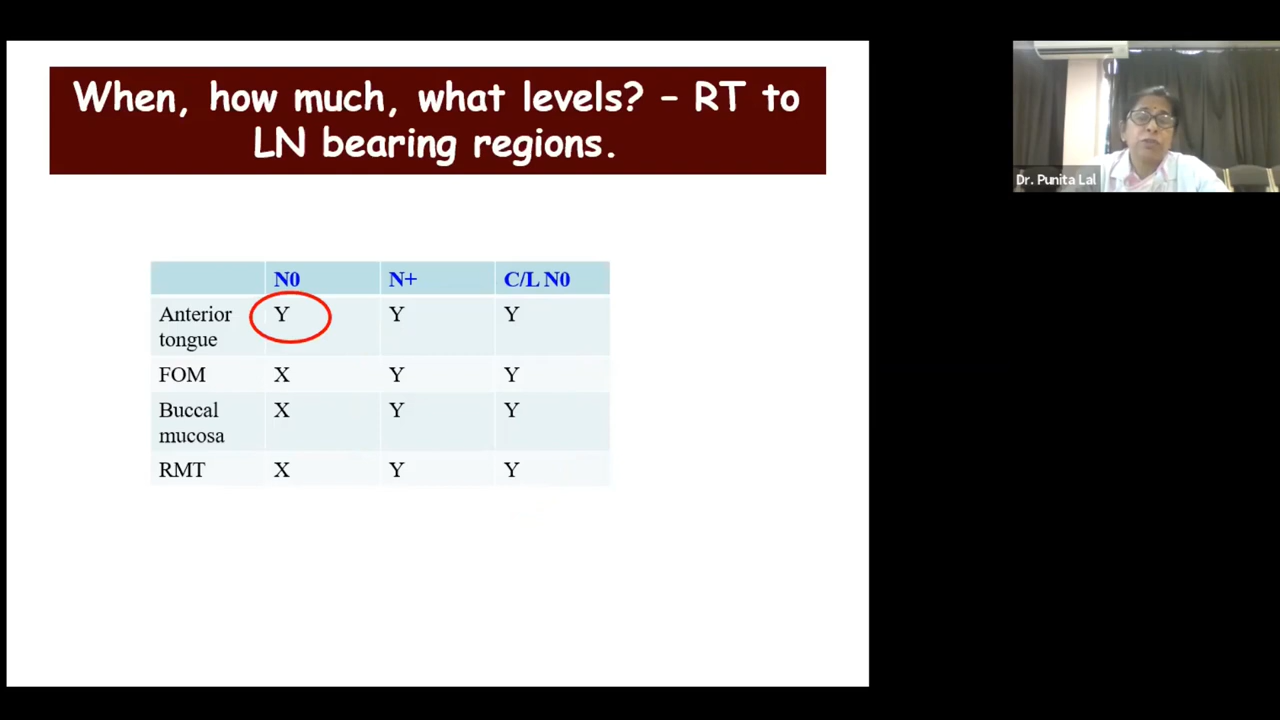 When, how much, what levels? – RT to
LN bearing regions.
Dr. Punita Lal
N0 N+ C/L N0
Anterior tongue Y Y Y
FOM X Y Y
Buccal mucosa X Y Y
RMT X Y Y